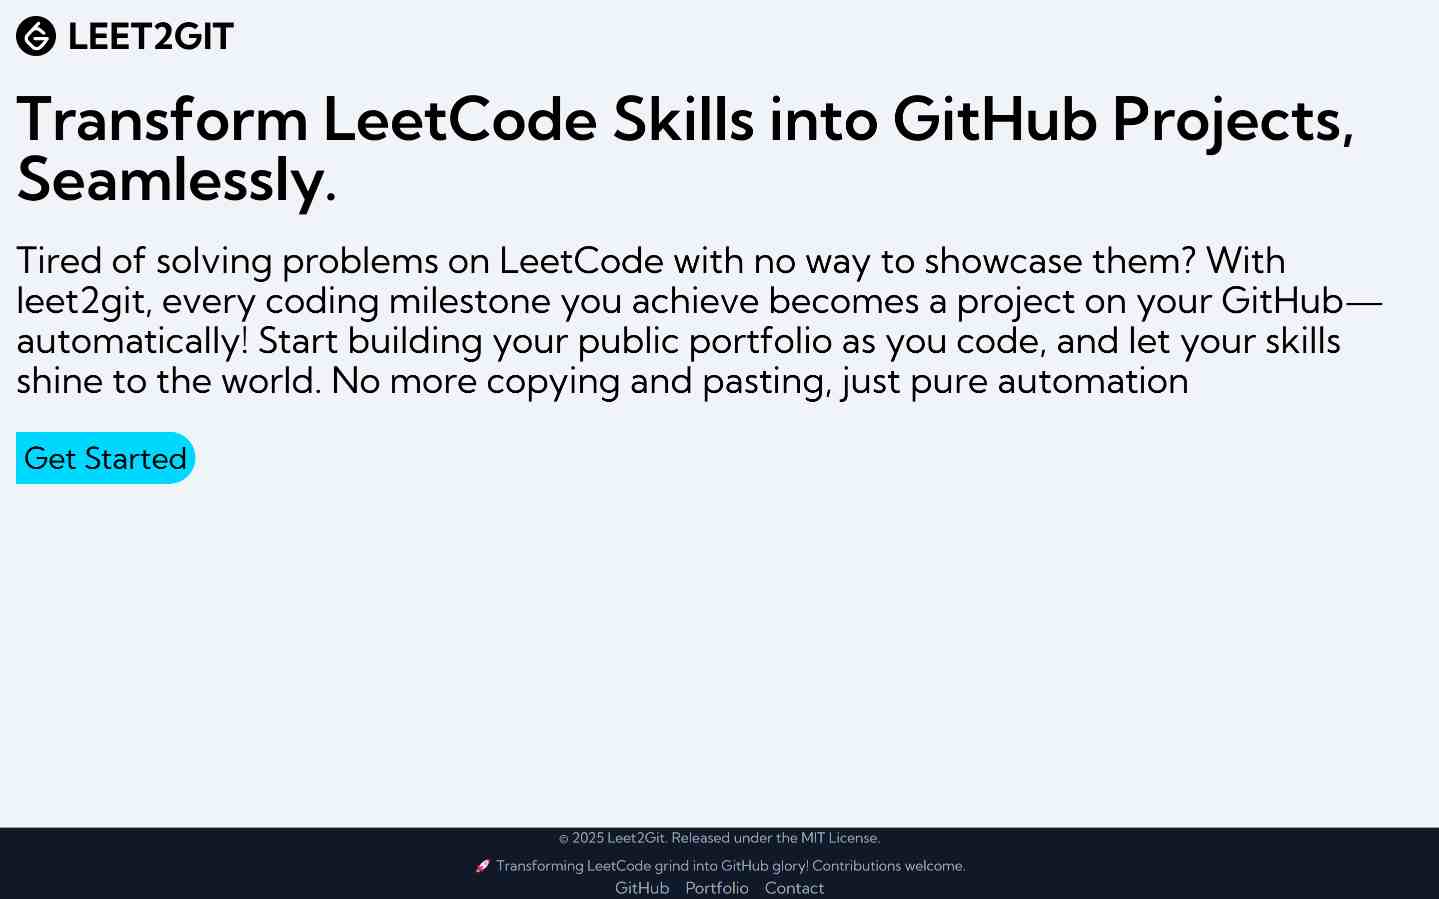 LEET2GIT
Transform LeetCode Skills into GitHub Projects,
Seamlessly.
Tired of solving problems on LeetCode with no way to showcase them? With
leet2git, every coding milestone you achieve becomes a project on your GitHub—
automatically! Start building your public portfolio as you code, and let your skills
shine to the world. No more copying and pasting, just pure automation
Get Started
© 2025 Leet2Git. Released under the MIT License.
🚀 Transforming LeetCode grind into GitHub glory! Contributions welcome.
GitHub Portfolio Contact